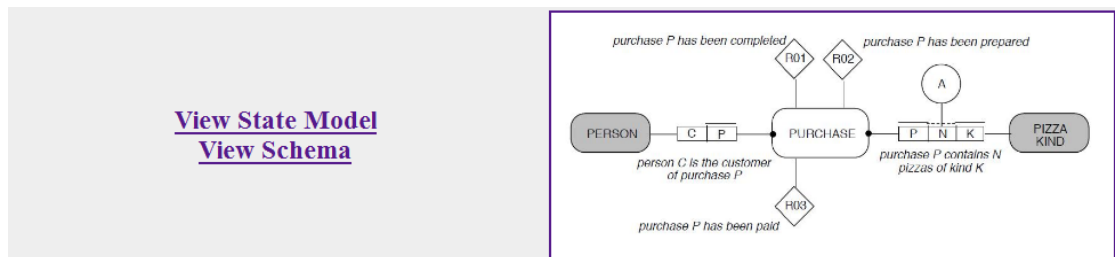 View State Model
View Schema
purchase P has been completed
purchase P has been prepared
R01
R02
A
PERSON
C P
PURCHASE
P N K
PIZZA
KIND
person C is the customer
of purchase P
purchase P contains N
pizzas of kind K
R03
purchase P has been paid